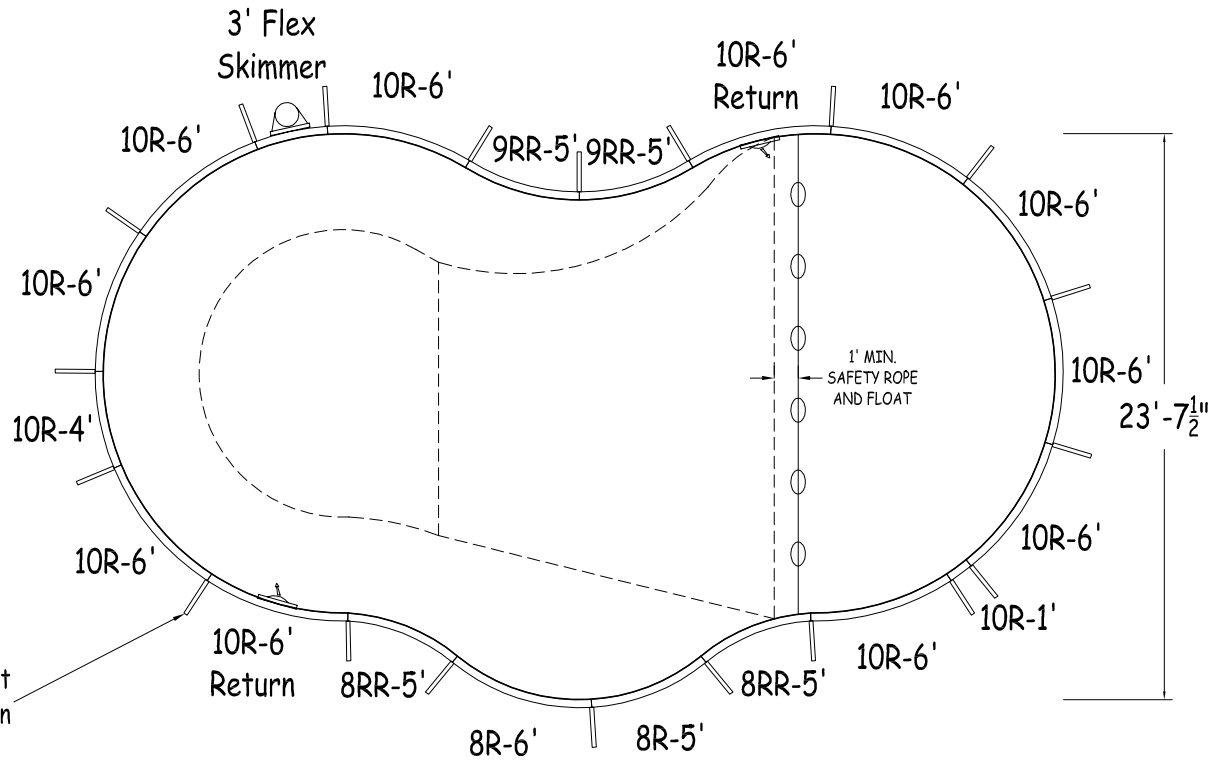 3' Flex
Skimmer
10R-6'
10R-6'
Return
10R-6'
10R-6'
9RR-5'
9RR-5'
10R-6'
10R-6'
1' MIN.
SAFETY ROPE
AND FLOAT
10R-6'
23'-7½"
10R-4'
10R-6'
10R-6'
10R-1'
10R-6'
Return
8RR-5'
8RR-5'
10R-6'
8R-6'
8R-5'